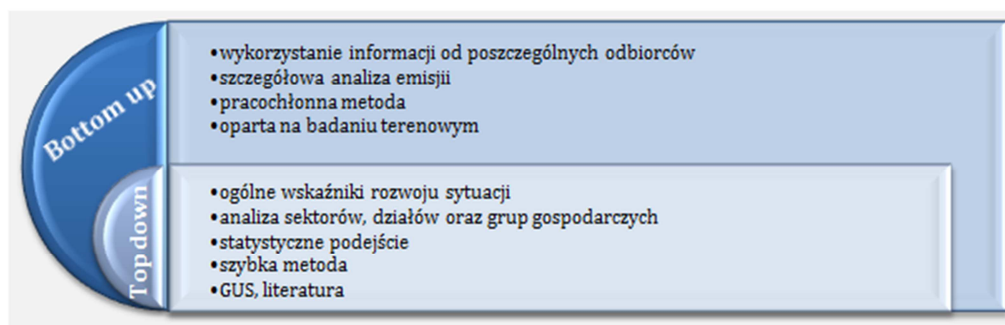 Bottom up
•wykorzystanie informacji od poszczególnych odbiorców
•szczegółowa analiza emisjii
•pracochłonna metoda
•oparta na badaniu terenowym
Top down
•ogólne wskaźniki rozwoju sytuacji
•analiza sektorów, działów oraz grup gospodarczych
•statystyczne podejście
•szybka metoda
•GUS, literatura